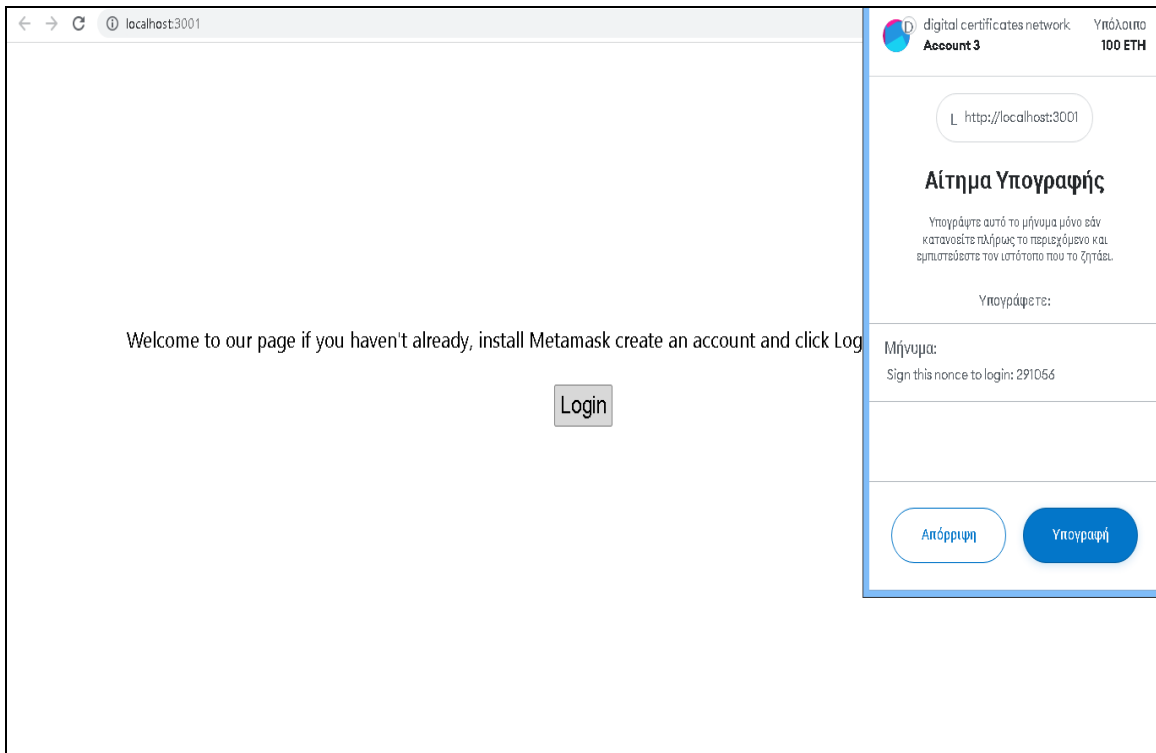 localhost:3001
D digital certificates network Υπόλοιπο
Account 3 100 ETH
L http://localhost:3001
Αίτημα Υπογραφής
Υπογράψτε αυτό το μήνυμα μόνο εάν
κατανοείτε πλήρως το περιεχόμενο και
εμπιστεύεστε τον ιστότοπο που το ζητάει.
Υπογράφετε:
Welcome to our page if you haven't already, install Metamask create an account and click Log
Μήνυμα:
Sign this nonce to login: 291056
Login
Απόρριψη Υπογραφή